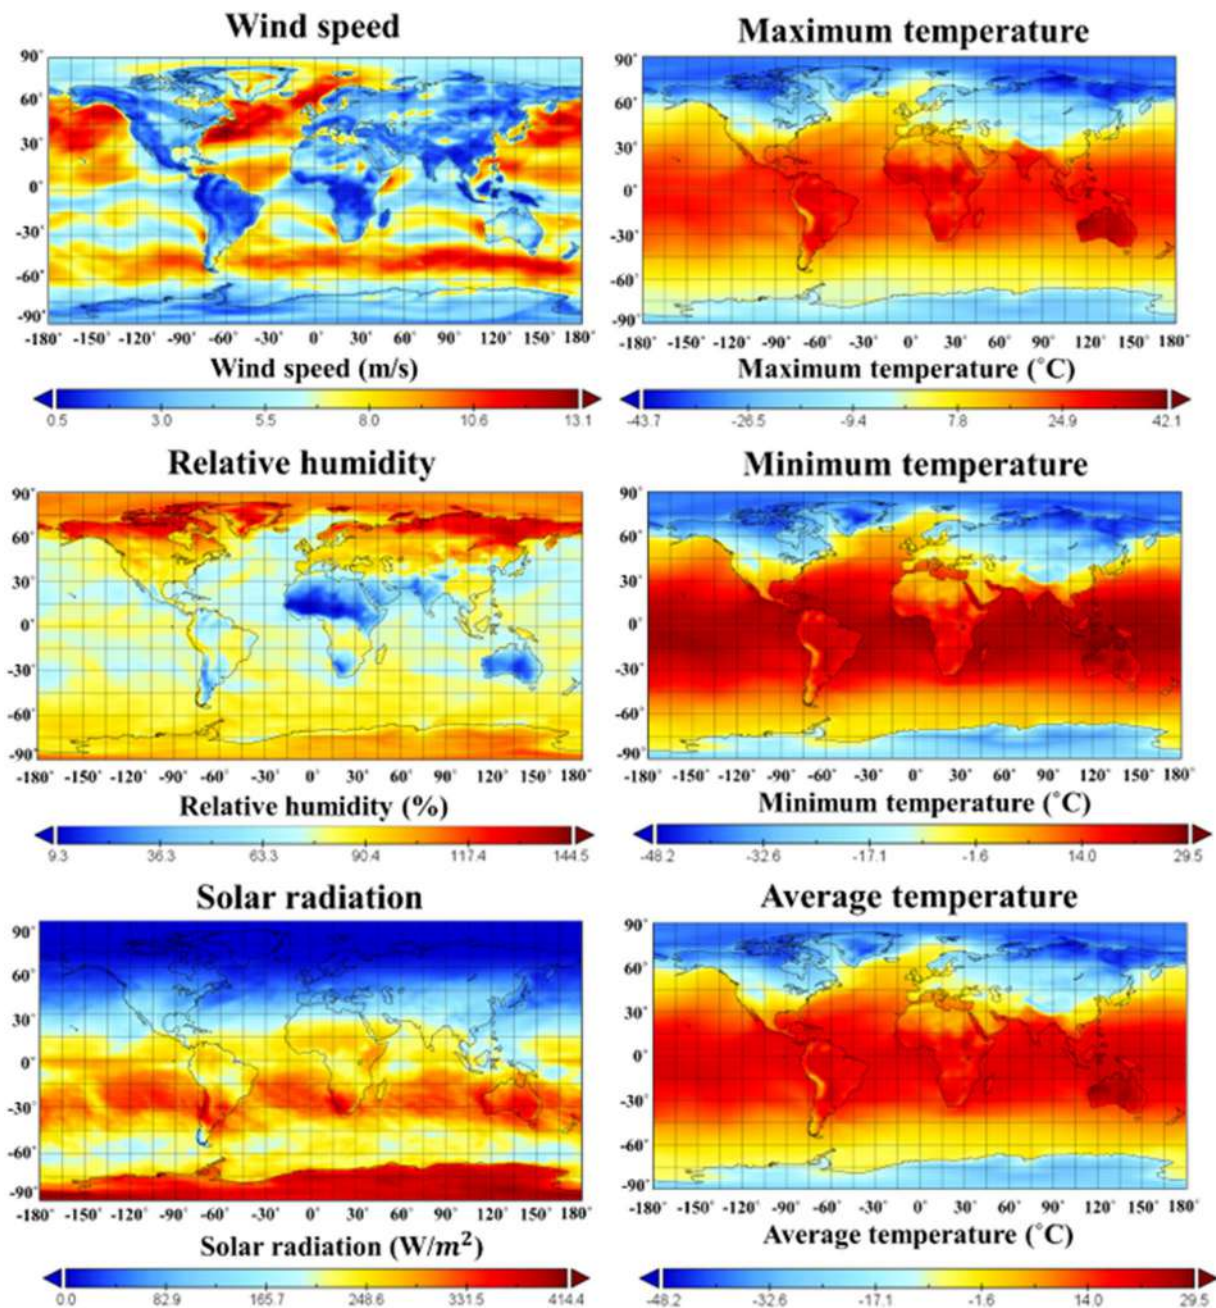 Wind speed
90˚
60˚
30˚
0˚
-30˚
-60˚
-90˚
-180˚ -150˚ -90˚ -60˚ -30˚ 0˚ 30˚ 60˚ 90˚ 120˚ 150˚ 180˚
Wind speed (m/s)
0.5 3.0 5.5 8.0 10.6 13.1
Maximum temperature
90˚
60˚
30˚
0˚
-30˚
-60˚
-90˚
-180˚ -150˚ -90˚ -60˚ -30˚ 0˚ 30˚ 60˚ 90˚ 120˚ 150˚ 180˚
Maximum temperature (˚C)
-43.7 -26.5 -9.4 7.8 24.9 42.1
Relative humidity
90˚
60˚
30˚
0˚
-30˚
-60˚
-90˚
-180˚ -150˚ -90˚ -60˚ -30˚ 0˚ 30˚ 60˚ 90˚ 120˚ 150˚ 180˚
Relative humidity (%)
9.3 36.3 63.3 90.4 117.4 144.5
Minimum temperature
90˚
60˚
30˚
0˚
-30˚
-60˚
-90˚
-180˚ -150˚ -90˚ -60˚ -30˚ 0˚ 30˚ 60˚ 90˚ 120˚ 150˚ 180˚
Minimum temperature (˚C)
-48.2 -32.6 -17.1 -1.6 14.0 29.5
Solar radiation
90˚
60˚
30˚
0˚
-30˚
-60˚
-90˚
-180˚ -150˚ -90˚ -60˚ -30˚ 0˚ 30˚ 60˚ 90˚ 120˚ 150˚ 180˚
Solar radiation (W/m²)
0.0 82.9 165.7 248.6 331.5 414.4
Average temperature
90˚
60˚
30˚
0˚
-30˚
-60˚
-90˚
-180˚ -150˚ -90˚ -60˚ -30˚ 0˚ 30˚ 60˚ 90˚ 120˚ 150˚ 180˚
Average temperature (˚C)
-48.2 -32.6 -17.1 -1.6 14.0 29.5